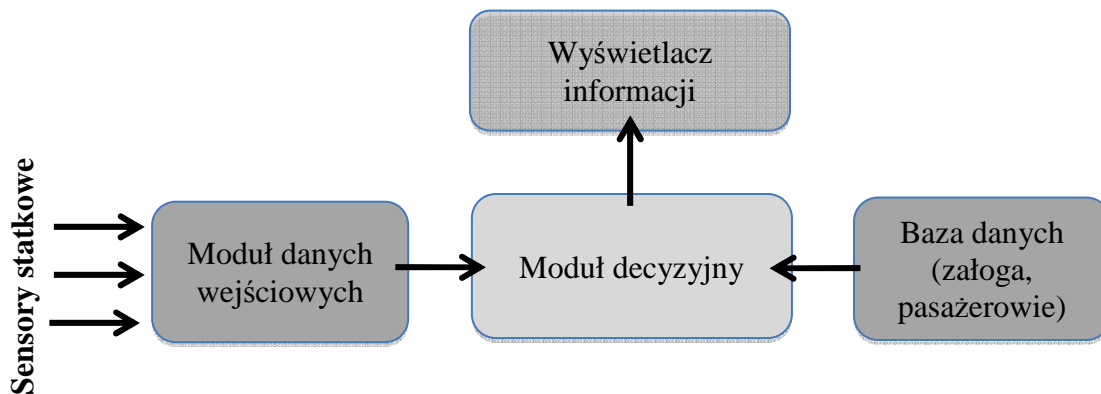 Wyświetlacz
informacji
Sensory statkowe
Moduł danych
wejściowych
Moduł decyzyjny
Baza danych
(załoga,
pasażerowie)